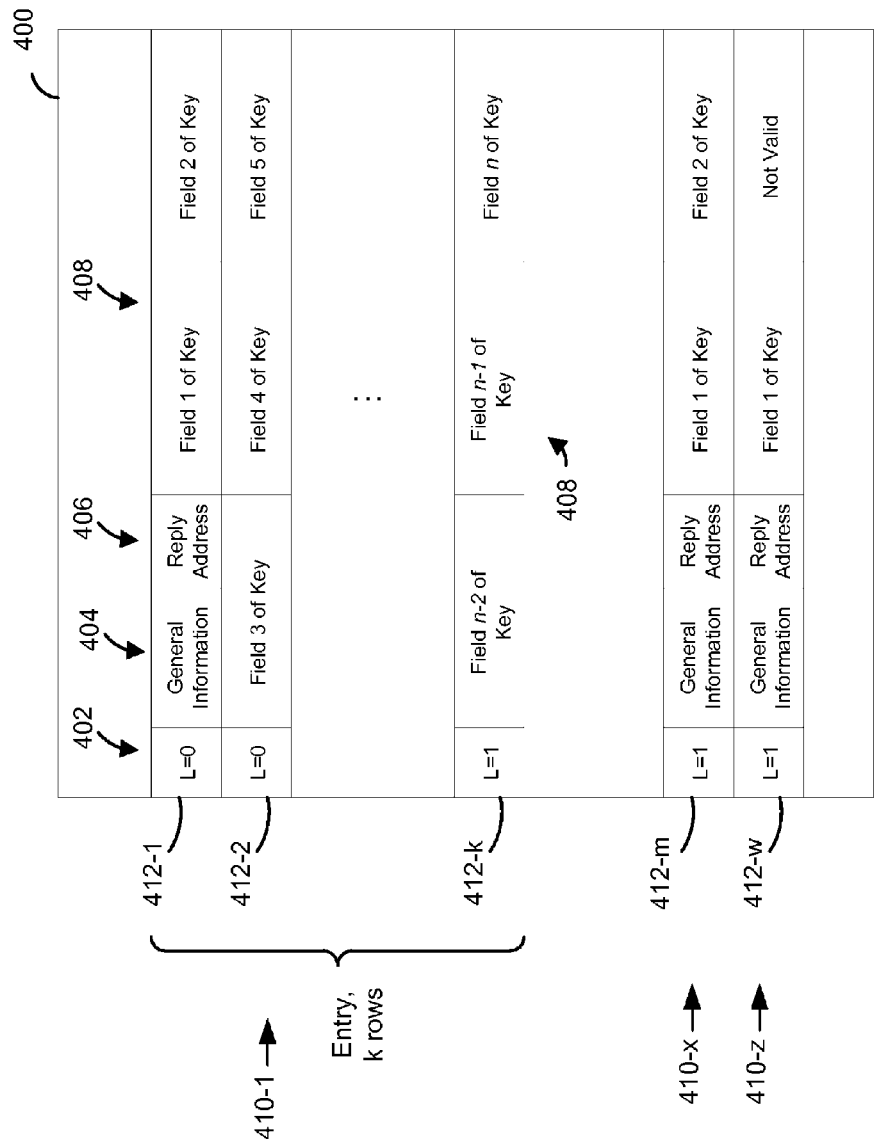 400
402
404
406
408
412-1
L=0
General
Information
Reply
Address
Field 1 of Key
Field 2 of Key
412-2
L=0
Field 3 of Key
Field 4 of Key
Field 5 of Key
410-1
Entry,
k rows
...
412-k
L=1
Field n-2 of
Key
Field n-1 of
Key
Field n of Key
408
410-x
412-m
L=1
General
Information
Reply
Address
Field 1 of Key
Field 2 of Key
410-z
412-w
L=1
General
Information
Reply
Address
Field 1 of Key
Not Valid